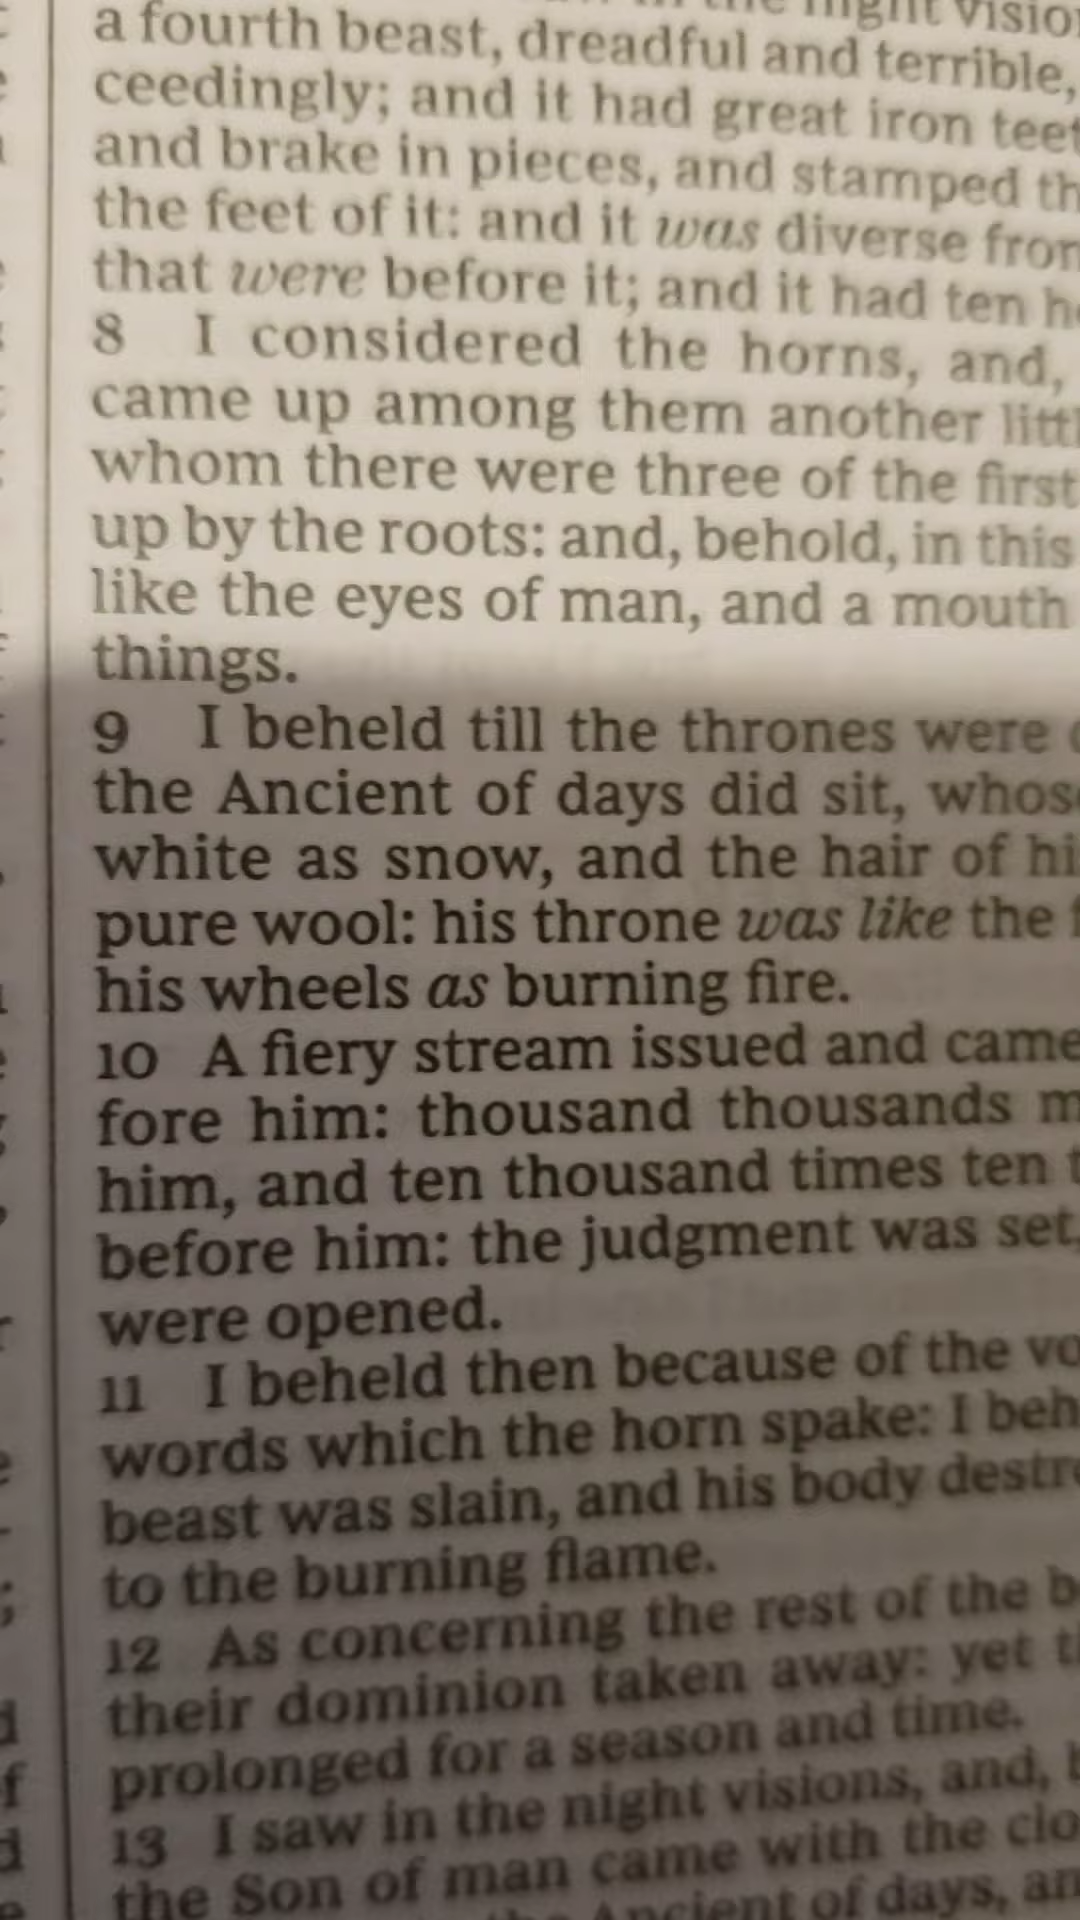 the night
a fourth beast, dreadful and terrible,
ceedingly; and it had great iron teet
and brake in pieces, and stamped th
the feet of it: and it was diverse fron
that were before it; and it had ten h
8 I considered the horns, and,
came up among them another littl
whom there were three of the first
up by the roots: and, behold, in this
like the eyes of man, and a mouth
things.
9 I beheld till the thrones were
the Ancient of days did sit, whos
white as snow, and the hair of hi
pure wool: his throne was like the
his wheels as burning fire.
10 A fiery stream issued and came
fore him: thousand thousands m
him, and ten thousand times ten t
before him: the judgment was set,
were opened.
11 I beheld then because of the vo
words which the horn spake: I beh
beast was slain, and his body destr
to the burning flame.
12 As concerning the rest of the b
their dominion taken away: yet t
prolonged for a season and time.
13 I saw in the night visions, and, b
the Son of man came with the clo
the Ancient of days, an